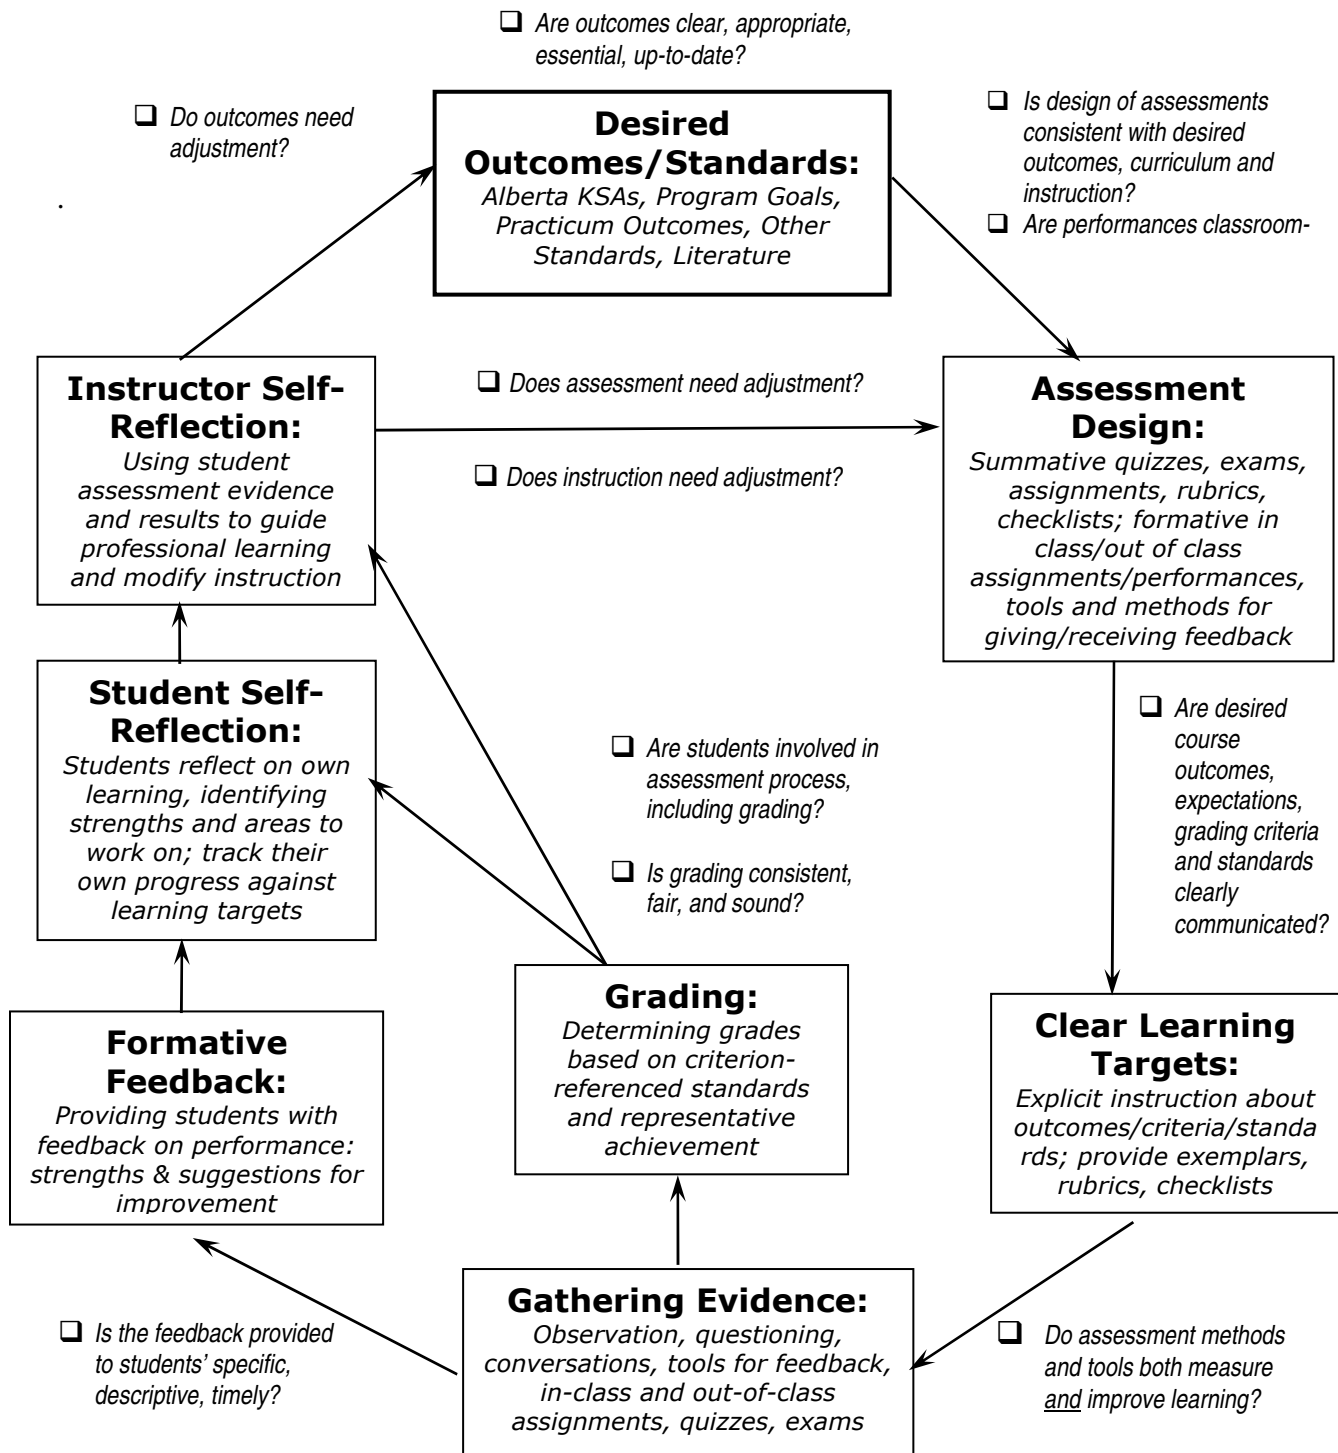 ❑ Are outcomes clear, appropriate,
essential, up-to-date?
❑ Do outcomes need
adjustment?
.
Desired
Outcomes/Standards:
Alberta KSAs, Program Goals,
Practicum Outcomes, Other
Standards, Literature
❑ Is design of assessments
consistent with desired
outcomes, curriculum and
instruction?
❑ Are performances classroom-
Instructor Self-
Reflection:
Using student
assessment evidence
and results to guide
professional learning
and modify instruction
❑ Does assessment need adjustment?
❑ Does instruction need adjustment?
Assessment
Design:
Summative quizzes, exams,
assignments, rubrics,
checklists; formative in
class/out of class
assignments/performances,
tools and methods for
giving/receiving feedback
Student Self-
Reflection:
Students reflect on own
learning, identifying
strengths and areas to
work on; track their
own progress against
learning targets
❑ Are students involved in
assessment process,
including grading?
❑ Is grading consistent,
fair, and sound?
❑ Are desired
course
outcomes,
expectations,
grading criteria
and standards
clearly
communicated?
Formative
Feedback:
Providing students with
feedback on performance:
strengths & suggestions for
improvement
Grading:
Determining grades
based on criterion-
referenced standards
and representative
achievement
Clear Learning
Targets:
Explicit instruction about
outcomes/criteria/standa
rds; provide exemplars,
rubrics, checklists
❑ Is the feedback provided
to students’ specific,
descriptive, timely?
Gathering Evidence:
Observation, questioning,
conversations, tools for feedback,
in-class and out-of-class
assignments, quizzes, exams
❑ Do assessment methods
and tools both measure
and improve learning?